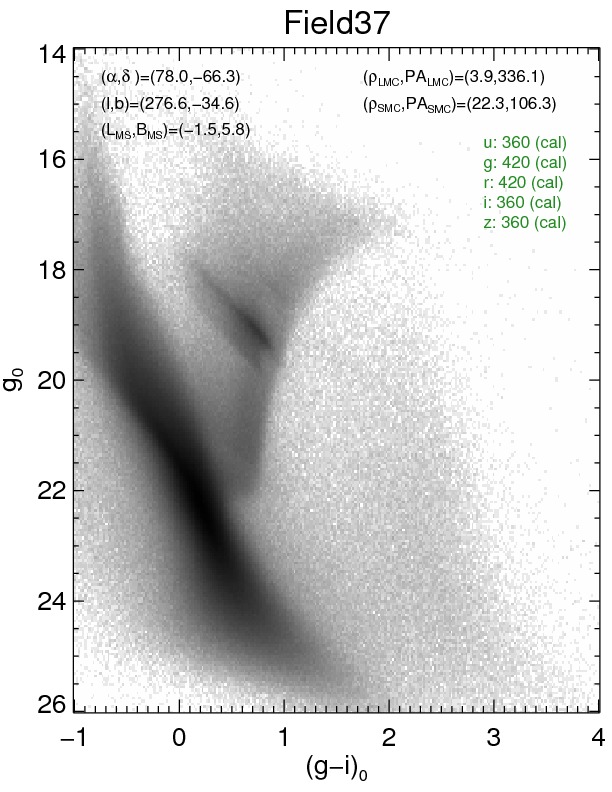 Field37
(α,δ )=(78.0,−66.3)
(ρLMC,PALMC)=(3.9,336.1)
(l,b)=(276.6,−34.6)
(ρSMC,PASMC)=(22.3,106.3)
(LMS,BMS)=(−1.5,5.8)
u: 360 (cal)
g: 420 (cal)
r: 420 (cal)
i: 360 (cal)
z: 360 (cal)
14
16
18
20
22
24
26
g0
−1 0 1 2 3 4
(g−i)0